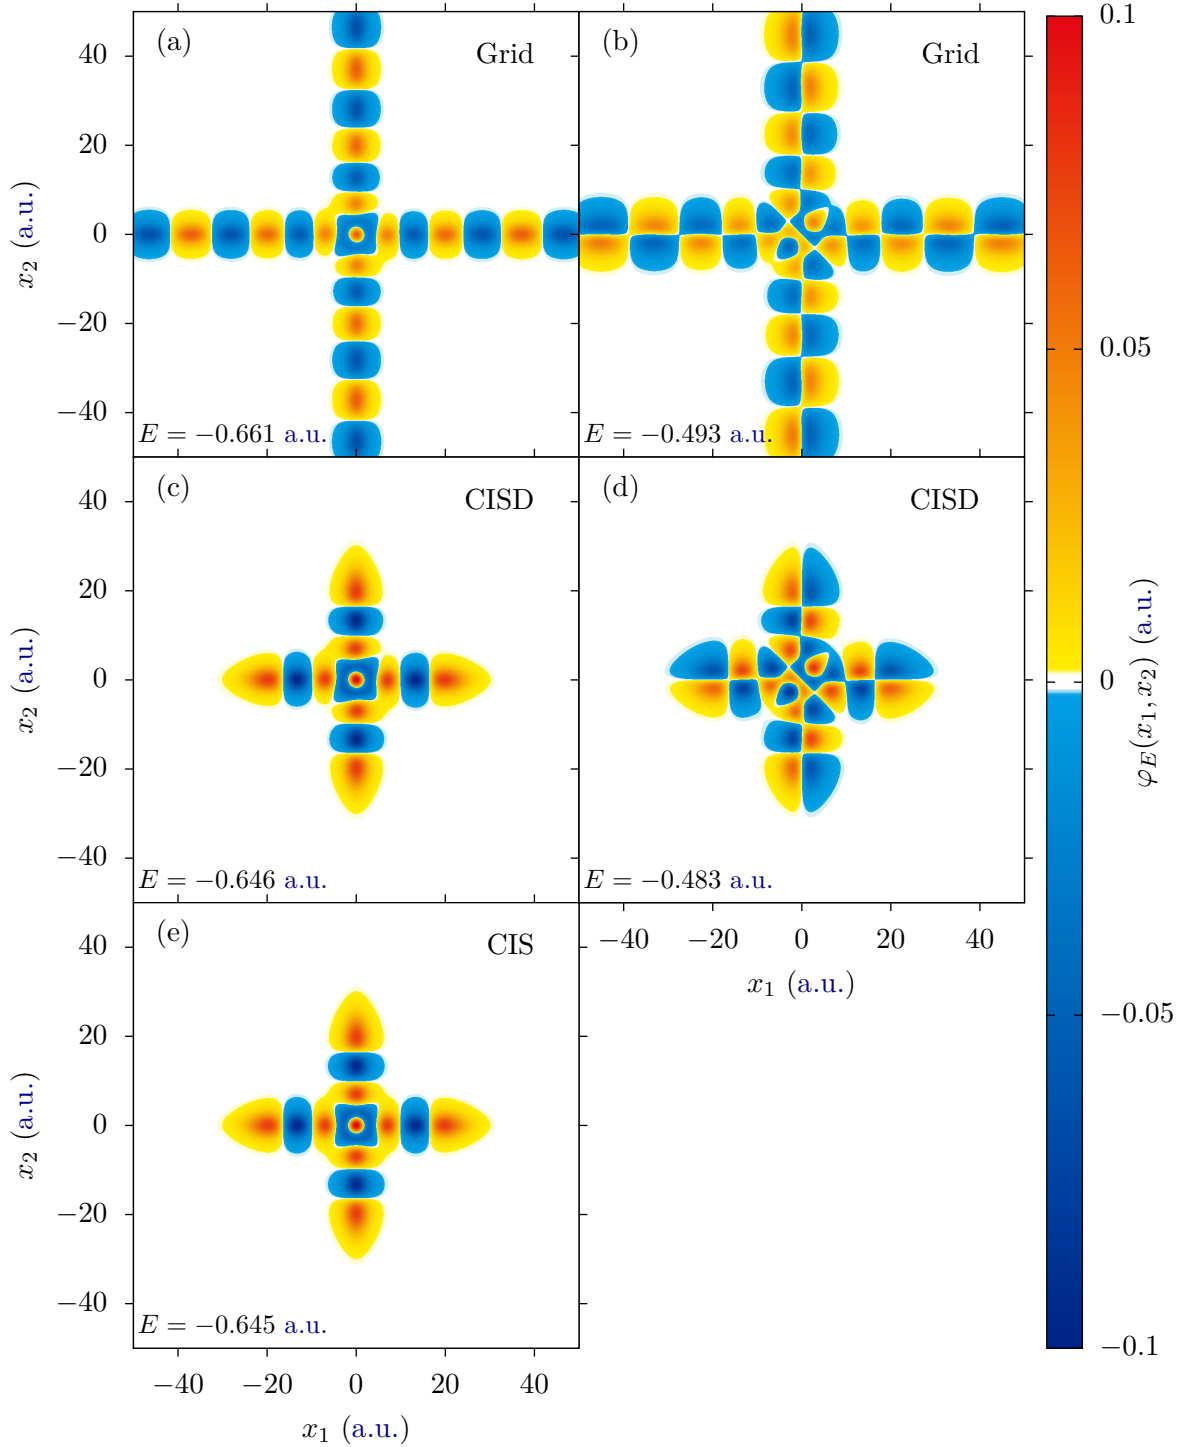 (a) Grid
(b) Grid
0.1
40
20
0
−20
−40
x₂ (a.u.)
E = −0.661 a.u.
E = −0.493 a.u.
0.05
(c) CISD
(d) CISD
40
20
0
−20
−40
x₂ (a.u.)
E = −0.646 a.u.
E = −0.483 a.u.
0
φ_E(x₁, x₂) (a.u.)
−40 −20 0 20 40
x₁ (a.u.)
−0.05
(e) CIS
40
20
0
−20
−40
x₂ (a.u.)
E = −0.645 a.u.
−0.1
−40 −20 0 20 40
x₁ (a.u.)